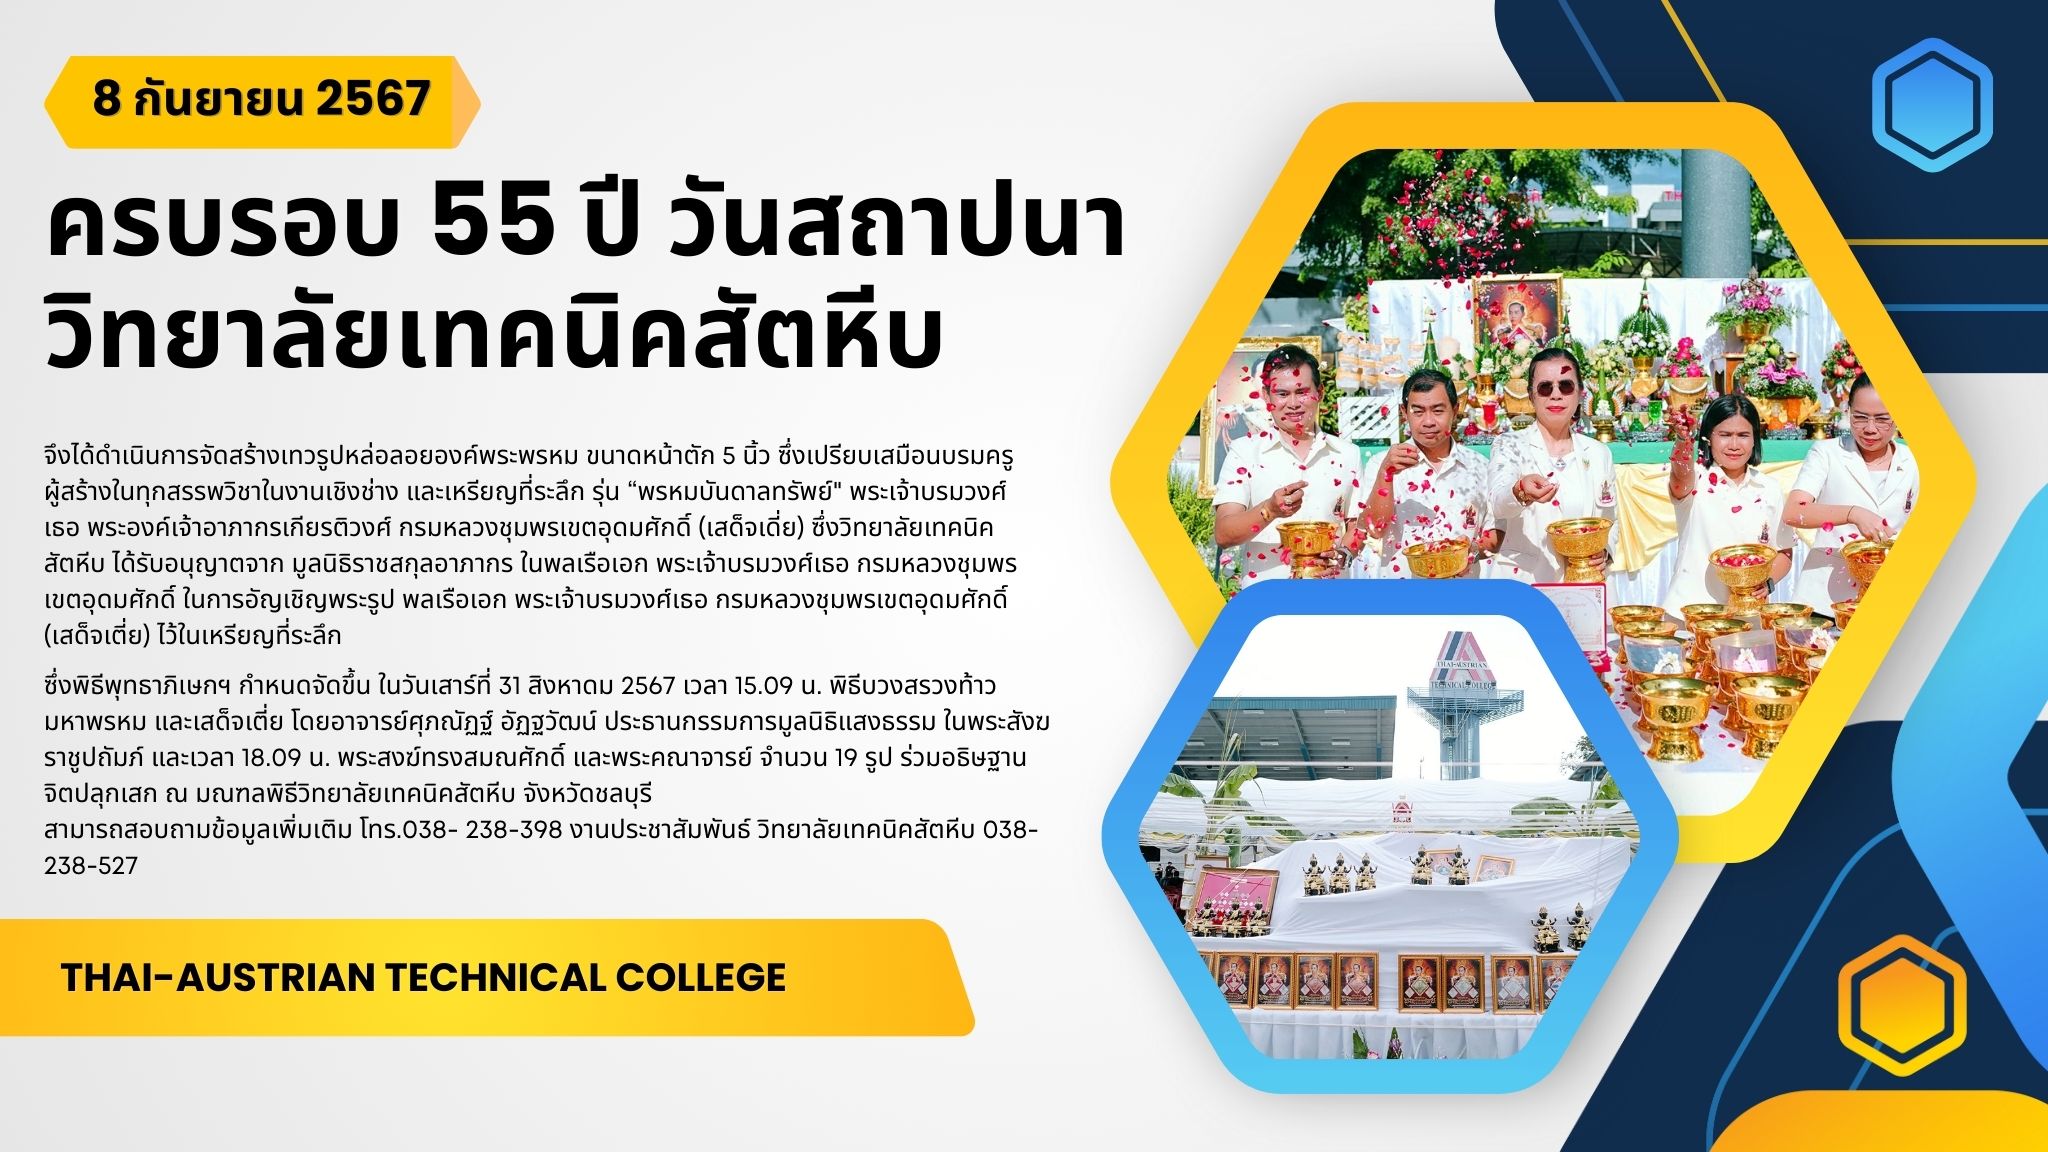 8 กันยายน 2567
ครบรอบ 55 ปี วันสถาปนา
วิทยาลัยเทคนิคสัตหีบ
จึงได้ดำเนินการจัดสร้างเทวรูปหล่อลอยองค์พระพรหม ขนาดหน้าตัก 5 นิ้ว ซึ่งเปรียบเสมือนบรมครู
ผู้สร้างในทุกสรรพวิชาในงานเชิงช่าง และเหรียญที่ระลึก รุ่น “พรหมบันดาลทรัพย์" พระเจ้าบรมวงศ์
เธอ พระองค์เจ้าอาภากรเกียรติวงศ์ กรมหลวงชุมพรเขตอุดมศักดิ์ (เสด็จเดี่ย) ซึ่งวิทยาลัยเทคนิค
สัตหีบ ได้รับอนุญาตจาก มูลนิธิราชสกุลอาภากร ในพลเรือเอก พระเจ้าบรมวงศ์เธอ กรมหลวงชุมพร
เขตอุดมศักดิ์ ในการอัญเชิญพระรูป พลเรือเอก พระเจ้าบรมวงศ์เธอ กรมหลวงชุมพรเขตอุดมศักดิ์
(เสด็จเตี่ย) ไว้ในเหรียญที่ระลึก
ซึ่งพิธีพุทธาภิเษกฯ กำหนดจัดขึ้น ในวันเสาร์ที่ 31 สิงหาดม 2567 เวลา 15.09 น. พิธีบวงสรวงท้าว
มหาพรหม และเสด็จเตี่ย โดยอาจารย์ศุภณัฏฐ์ อัฏฐวัฒน์ ประธานกรรมการมูลนิธิแสงธรรม ในพระสังฆ
ราชูปถัมภ์ และเวลา 18.09 น. พระสงฆ์ทรงสมณศักดิ์ และพระคณาจารย์ จำนวน 19 รูป ร่วมอธิษฐาน
จิตปลุกเสก ณ มณฑลพิธีวิทยาลัยเทคนิคสัตหีบ จังหวัดชลบุรี
สามารถสอบถามข้อมูลเพิ่มเติม โทร.038- 238-398 งานประชาสัมพันธ์ วิทยาลัยเทคนิคสัตหีบ 038-
238-527
THAI-AUSTRIAN TECHNICAL COLLEGE
THAI-AUSTRIAN